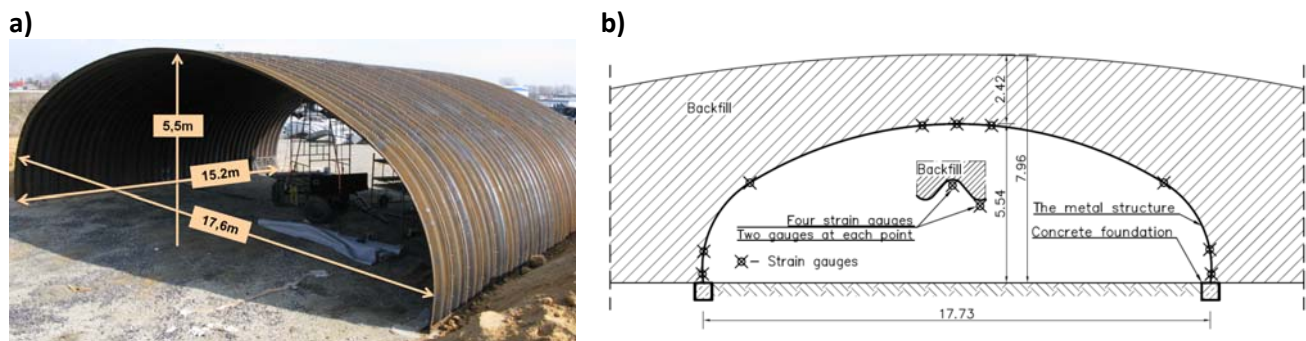 a)
b)
5,5m
15.2m
17,6m
Backfill
2.42
7.96
5.54
Backfill
Four strain gauges
Two gauges at each point
- Strain gauges
The metal structure
Concrete foundation
17.73